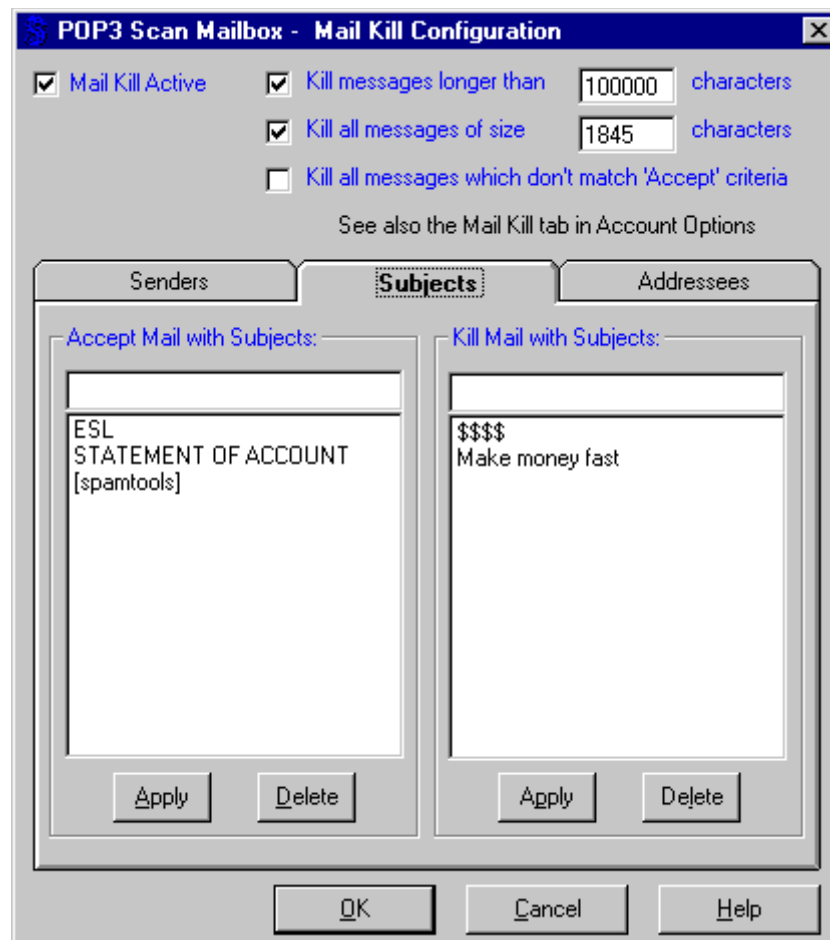 POP3 Scan Mailbox - Mail Kill Configuration
Mail Kill Active
Kill messages longer than 100000 characters
Kill all messages of size 1845 characters
Kill all messages which don't match 'Accept' criteria
See also the Mail Kill tab in Account Options
Senders
Subjects
Addressees
Accept Mail with Subjects:
ESL
STATEMENT OF ACCOUNT
[spamtools]
Apply
Delete
Kill Mail with Subjects:
$$$$
Make money fast
Apply
Delete
OK
Cancel
Help